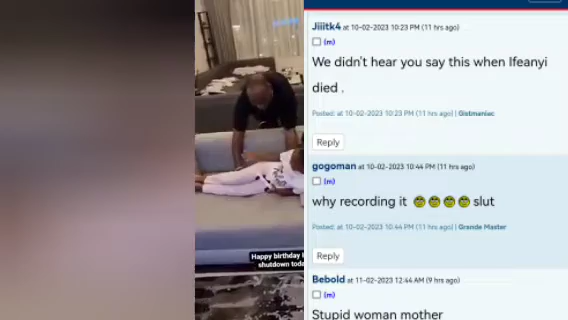 Happy birthday
shutdown toda
Jiiitk4 at 10-02-2023 10:23 PM (11 hrs ago)
(m)
We didn't hear you say this when Ifeanyi
died .
Posted: at 10-02-2023 10:23 PM (11 hrs ago) | Gistmaniac
Reply
gogoman at 10-02-2023 10:44 PM (11 hrs ago)
(m)
why recording it 🤢🤢🤢🤢 slut
Posted: at 10-02-2023 10:44 PM (11 hrs ago) | Grande Master
Reply
Bebold at 11-02-2023 12:44 AM (9 hrs ago)
(m)
Stupid woman mother